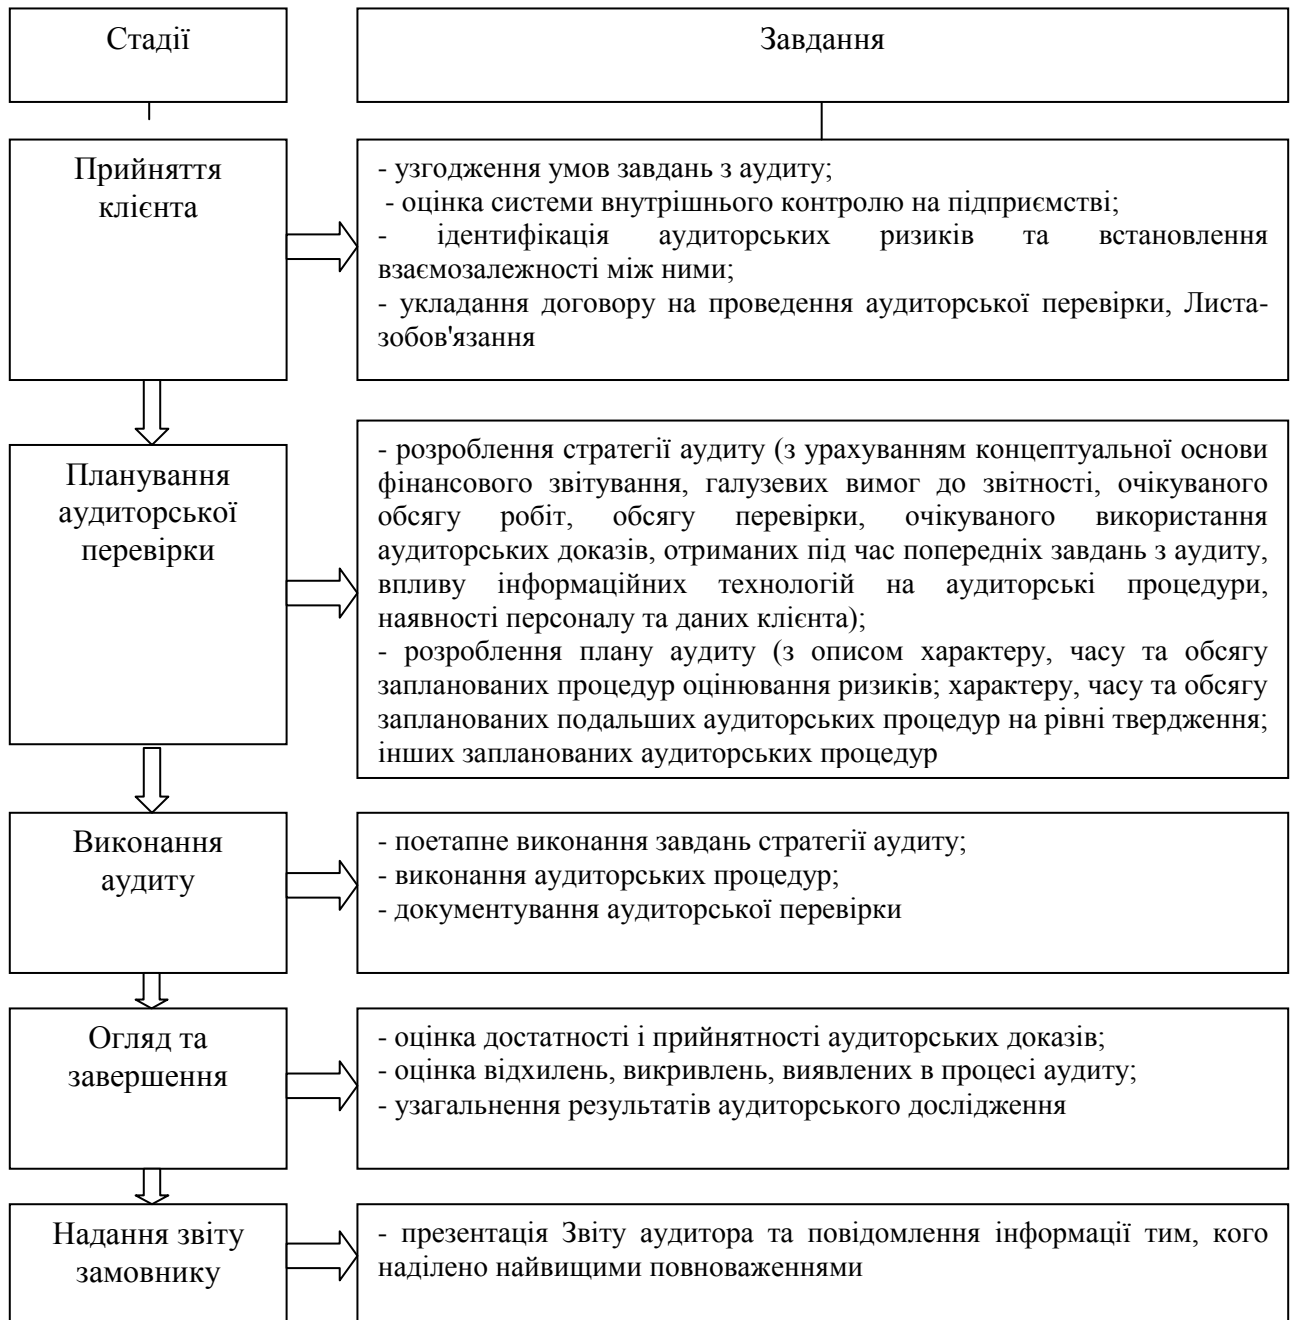 Стадії
Завдання
Прийняття
клієнта
- узгодження умов завдань з аудиту;
- оцінка системи внутрішнього контролю на підприємстві;
- ідентифікація аудиторських ризиків та встановлення
взаємозалежності між ними;
- укладання договору на проведення аудиторської перевірки, Листа-
зобов'язання
Планування
аудиторської
перевірки
- розроблення стратегії аудиту (з урахуванням концептуальної основи
фінансового звітування, галузевих вимог до звітності, очікуваного
обсягу робіт, обсягу перевірки, очікуваного використання
аудиторських доказів, отриманих під час попередніх завдань з аудиту,
впливу інформаційних технологій на аудиторські процедури,
наявності персоналу та даних клієнта);
- розроблення плану аудиту (з описом характеру, часу та обсягу
запланованих процедур оцінювання ризиків; характеру, часу та обсягу
запланованих подальших аудиторських процедур на рівні твердження;
інших запланованих аудиторських процедур
Виконання
аудиту
- поетапне виконання завдань стратегії аудиту;
- виконання аудиторських процедур;
- документування аудиторської перевірки
Огляд та
завершення
- оцінка достатності і прийнятності аудиторських доказів;
- оцінка відхилень, викривлень, виявлених в процесі аудиту;
- узагальнення результатів аудиторського дослідження
Надання звіту
замовнику
- презентація Звіту аудитора та повідомлення інформації тим, кого
наділено найвищими повноваженнями